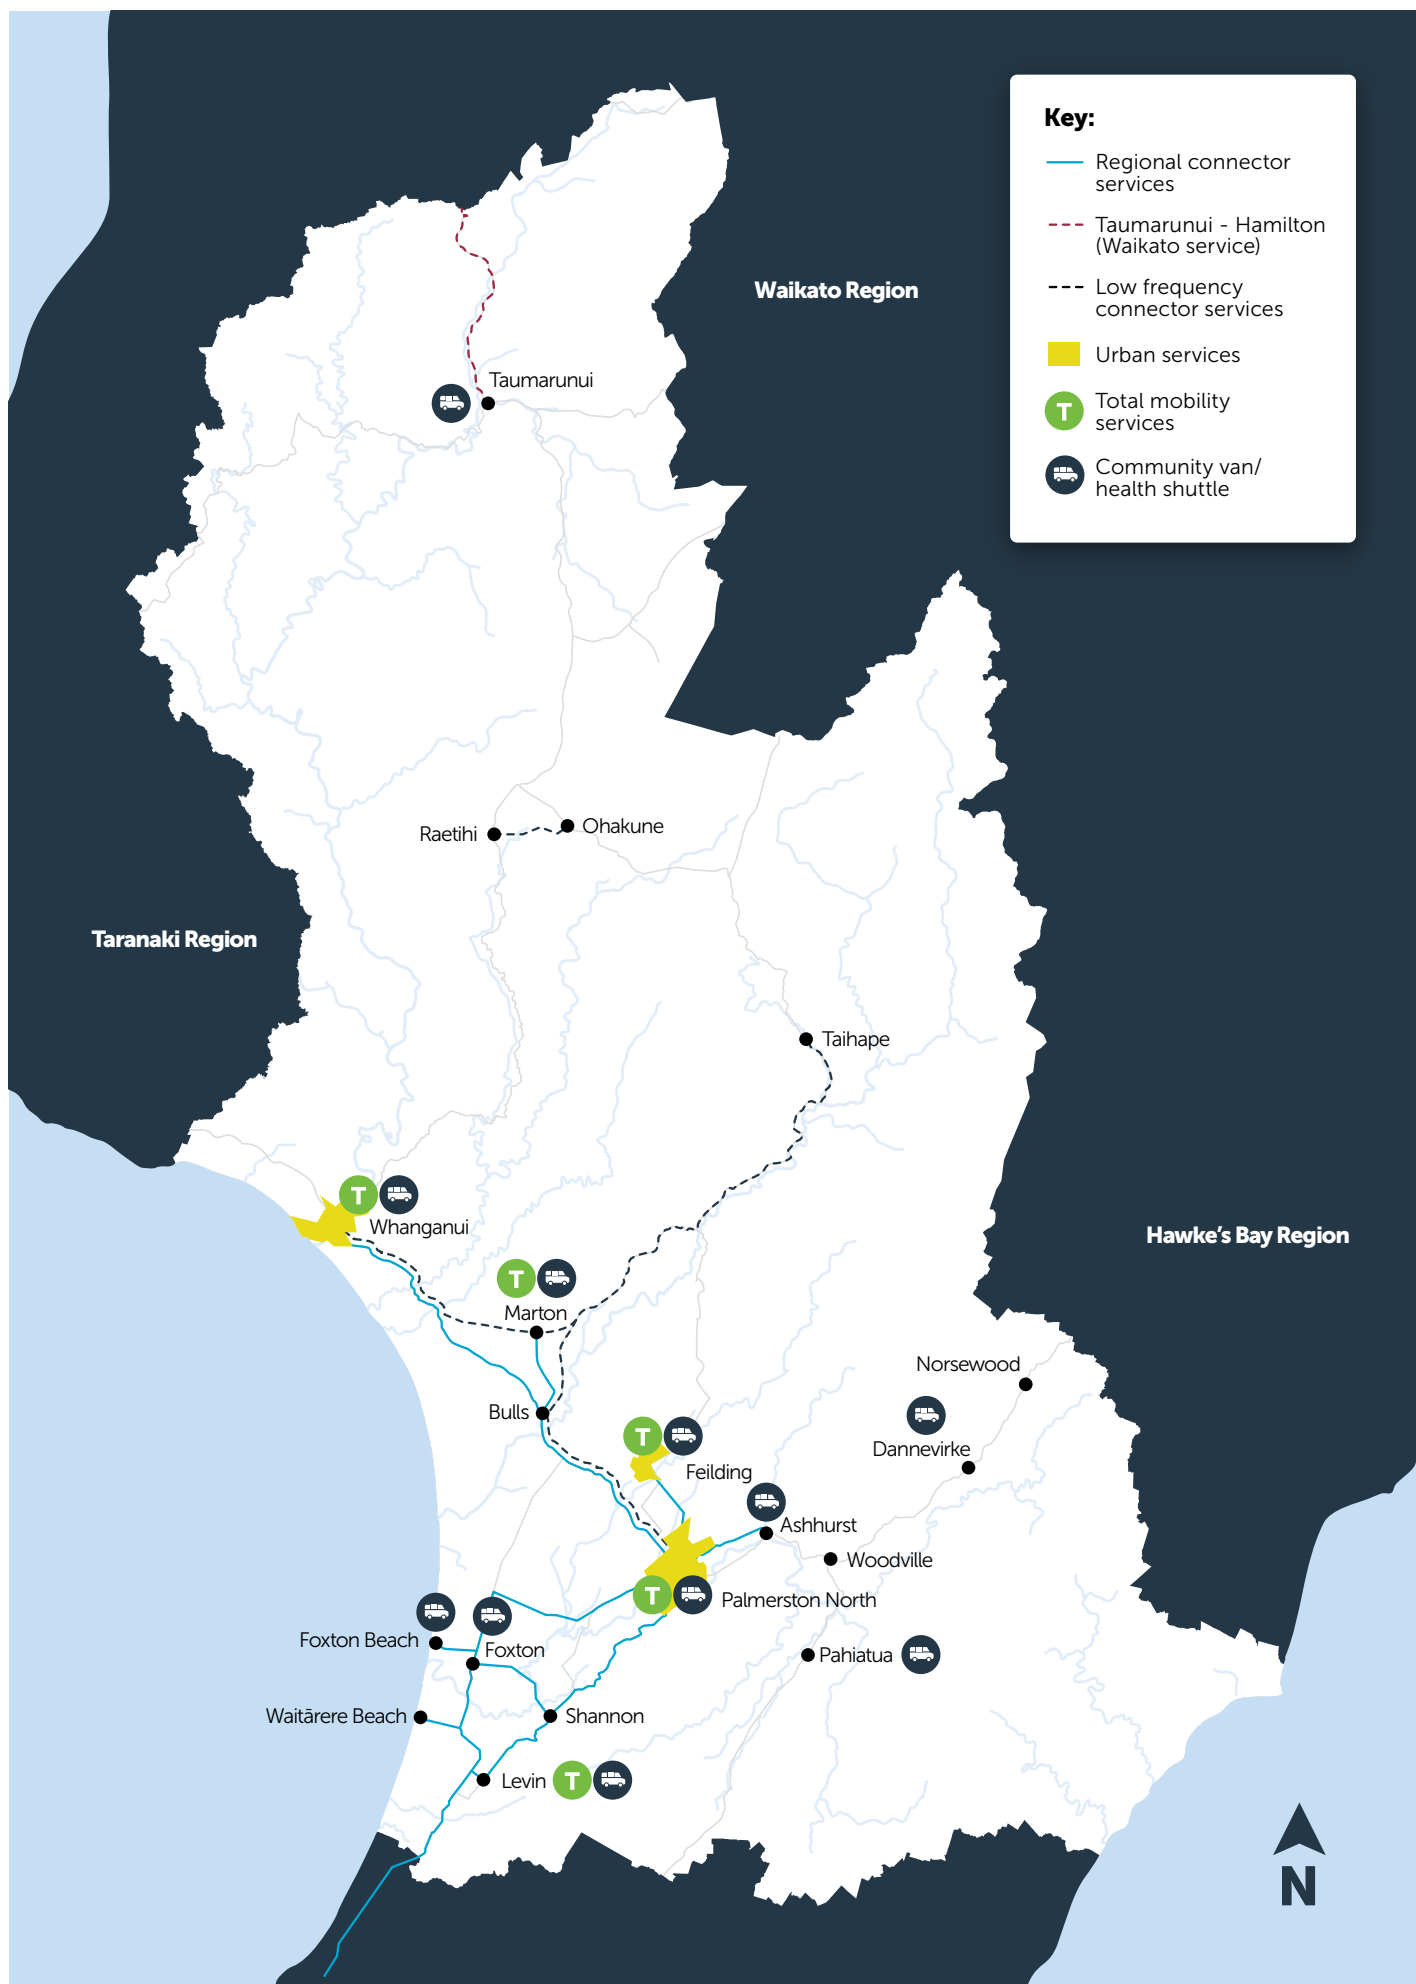 Key:
Regional connector
services
Taumarunui - Hamilton
(Waikato service)
Low frequency
connector services
Urban services
T
Total mobility
services
Community van/
health shuttle
Waikato Region
Taumarunui
Raetihi
Ohakune
Taranaki Region
Taihape
T
Whanganui
Hawke's Bay Region
T
Marton
Norsewood
Bulls
Dannevirke
T
Feilding
Ashhurst
Woodville
T
Palmerston North
Foxton Beach
Foxton
Pahiatua
Waitārere Beach
Shannon
Levin
T
N